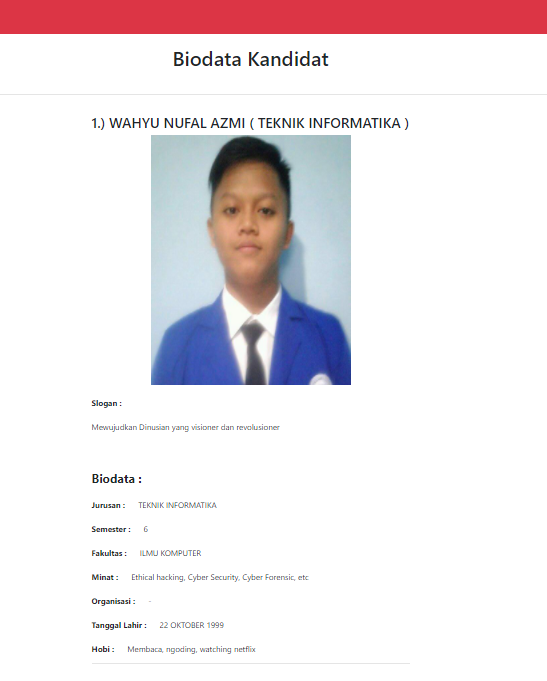 Biodata Kandidat
1.) WAHYU NUFAL AZMI ( TEKNIK INFORMATIKA )
Slogan :
Mewujudkan Dinusian yang visioner dan revolusioner
Biodata :
Jurusan : TEKNIK INFORMATIKA
Semester : 6
Fakultas : ILMU KOMPUTER
Minat : Ethical hacking, Cyber Security, Cyber Forensic, etc
Organisasi : -
Tanggal Lahir : 22 OKTOBER 1999
Hobi : Membaca, ngoding, watching netflix